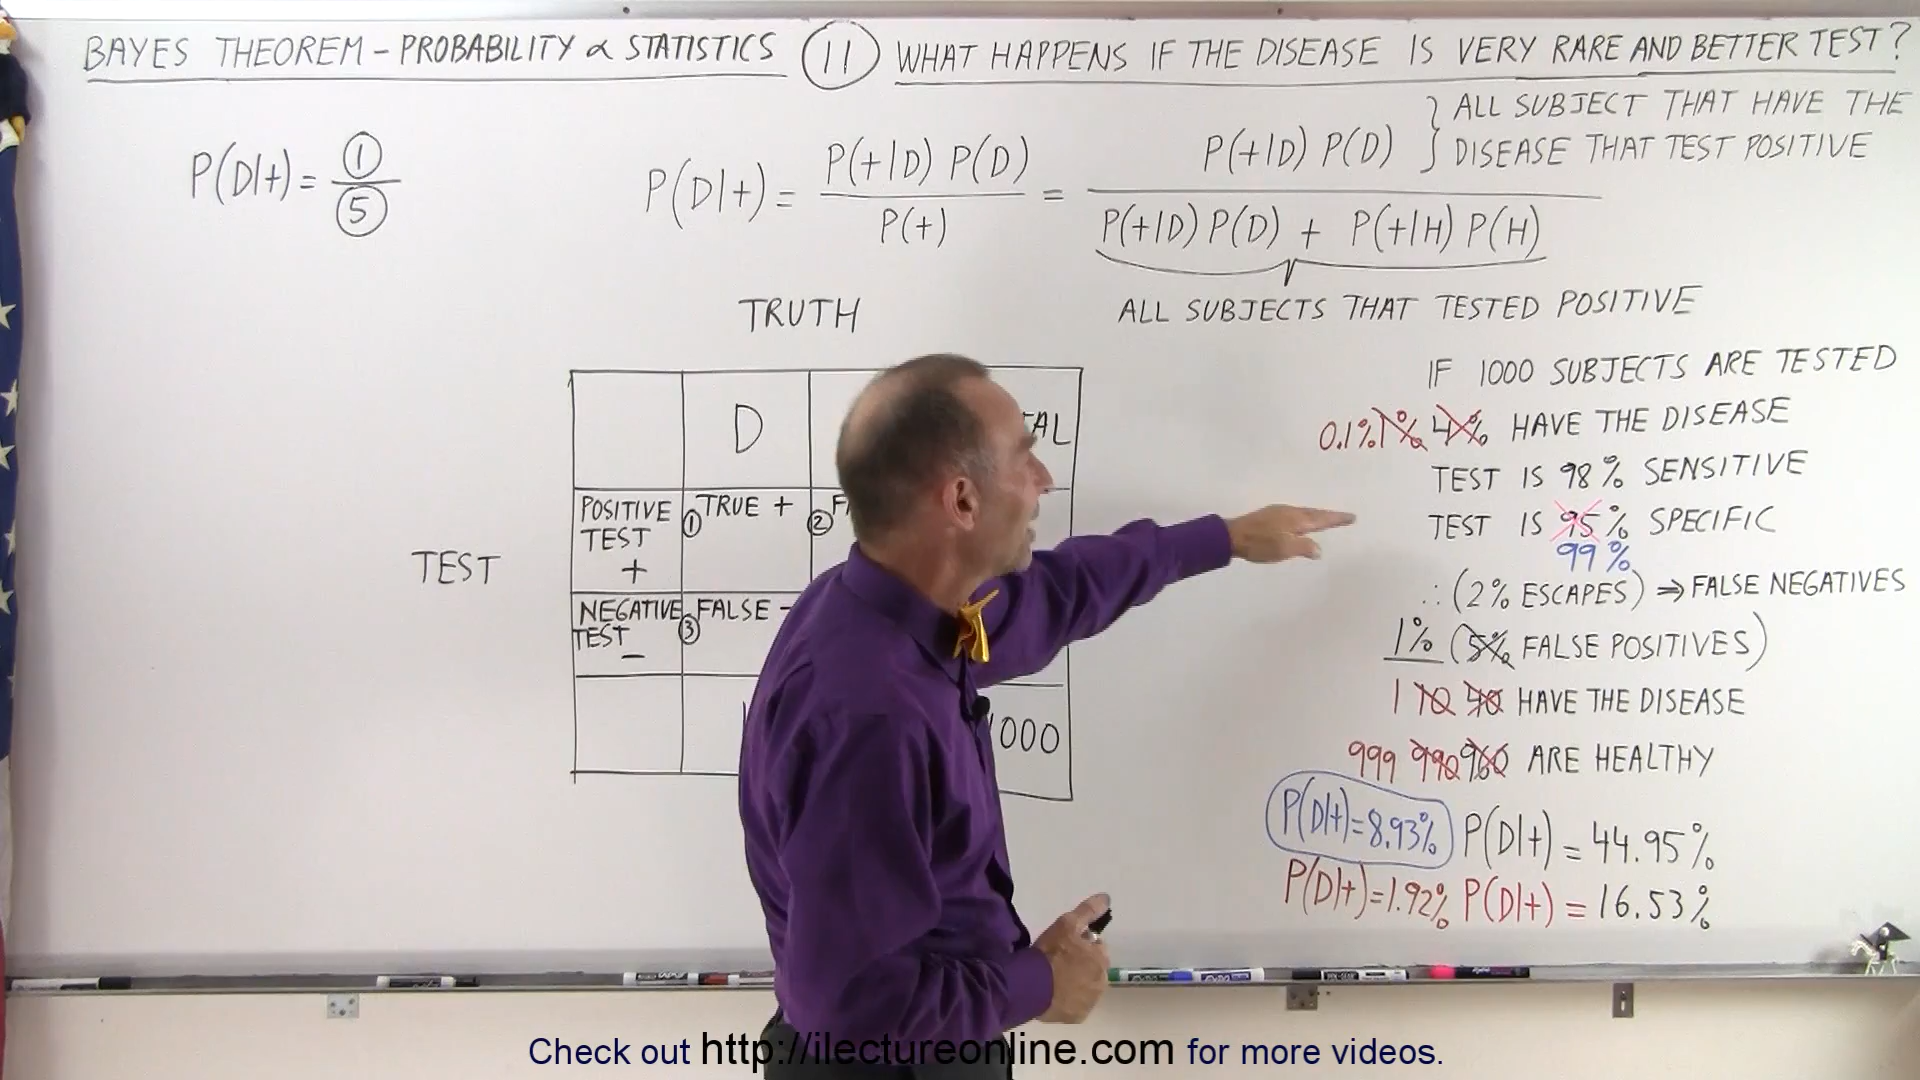 BAYES THEOREM - PROBABILITY & STATISTICS (11) WHAT HAPPENS IF THE DISEASE IS VERY RARE AND BETTER TEST?
P(D|+) = 1 / 5
P(D|+) = P(+|D) P(D) / P(+) = P(+|D) P(D) / P(+|D) P(D) + P(+|H) P(H)
} ALL SUBJECT THAT HAVE THE
DISEASE THAT TEST POSITIVE
ALL SUBJECTS THAT TESTED POSITIVE
TRUTH
TEST
D
POSITIVE TEST +
① TRUE +
②
NEGATIVE TEST -
③ FALSE -
1000
IF 1000 SUBJECTS ARE TESTED
0.1% 1% 4% HAVE THE DISEASE
TEST IS 98% SENSITIVE
TEST IS 95% SPECIFIC
99%
∴ (2% ESCAPES) ⇒ FALSE NEGATIVES
1% (5% FALSE POSITIVES)
1 10 40 HAVE THE DISEASE
999 990 960 ARE HEALTHY
P(D|+)=8.93% P(D|+) = 44.95%
P(D|+)=1.92% P(D|+) = 16.53%
Check out http://ilectureonline.com for more videos.